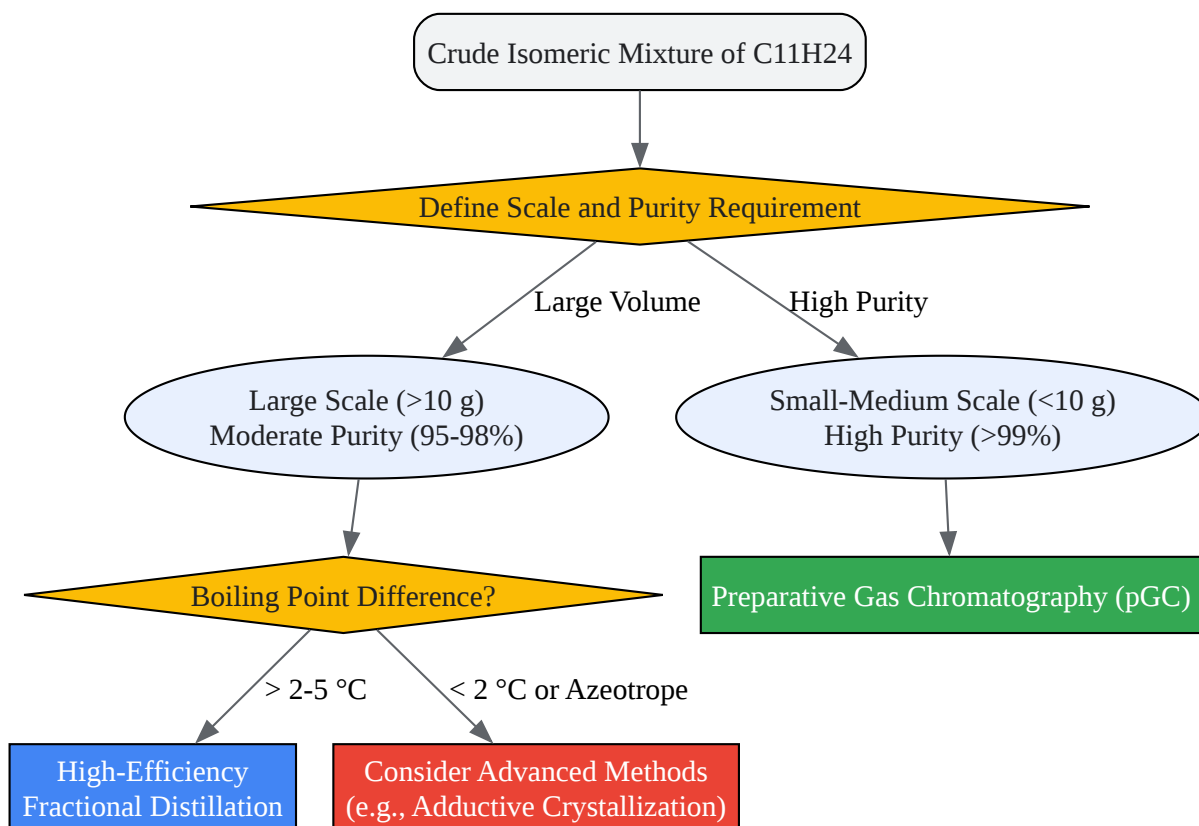 Crude Isomeric Mixture of C11H24
Define Scale and Purity Requirement
Large Volume
High Purity
Large Scale (>10 g)
Moderate Purity (95-98%)
Small-Medium Scale (<10 g)
High Purity (>99%)
Boiling Point Difference?
Preparative Gas Chromatography (pGC)
> 2-5 °C
< 2 °C or Azeotrope
High-Efficiency
Fractional Distillation
Consider Advanced Methods
(e.g., Adductive Crystallization)